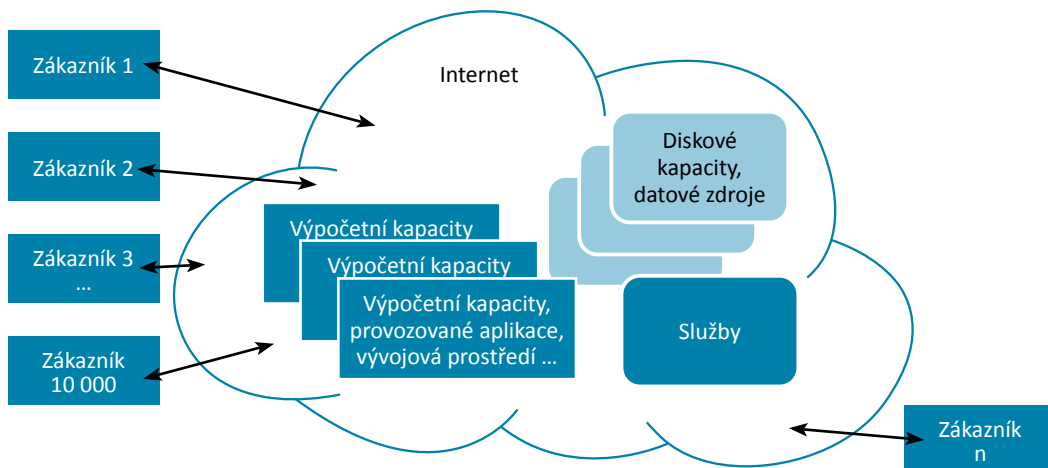 Zákazník 1
Zákazník 2
Zákazník 3
...
Zákazník
10 000
Internet
Diskové
kapacity,
datové zdroje
Výpočetní kapacity
Výpočetní kapacity
Výpočetní kapacity,
provozované aplikace,
vývojová prostředí ...
Služby
Zákazník
n